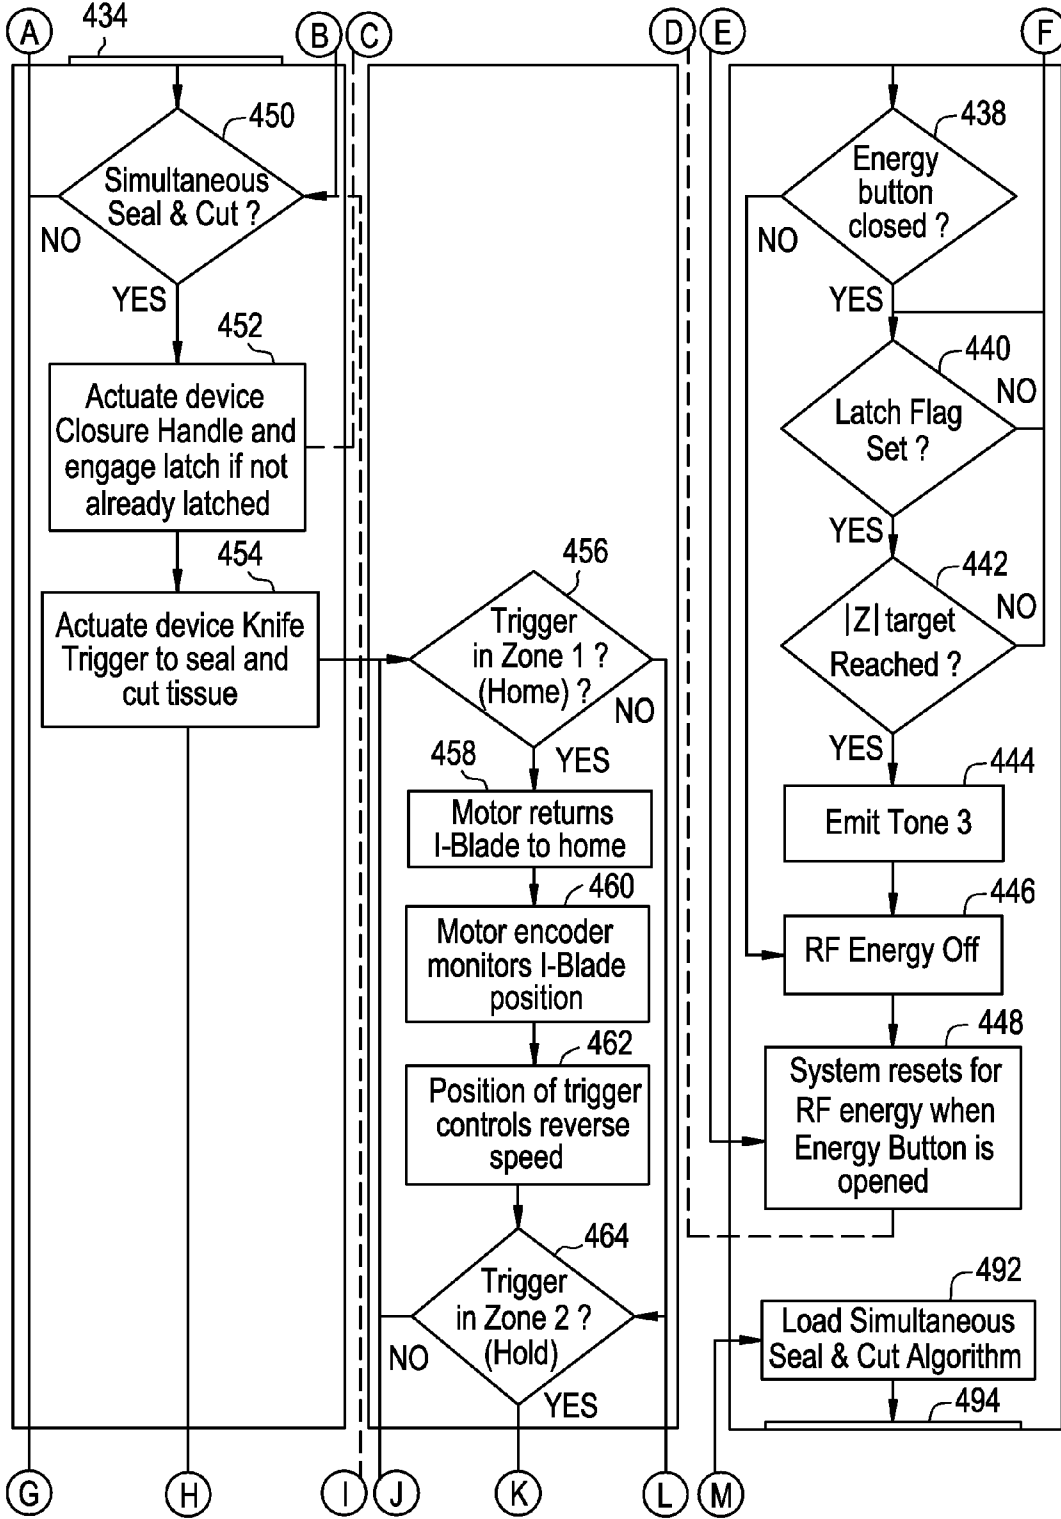 A
434
B
C
D
E
F
450
Simultaneous
Seal & Cut ?
NO
YES
452
Actuate device
Closure Handle and
engage latch if not
already latched
454
Actuate device Knife
Trigger to seal and
cut tissue
456
Trigger
in Zone 1 ?
(Home) ?
NO
YES
458
Motor returns
I-Blade to home
460
Motor encoder
monitors I-Blade
position
462
Position of trigger
controls reverse
speed
464
Trigger
in Zone 2 ?
(Hold)
NO
YES
438
Energy
button
closed ?
NO
YES
440
Latch Flag
Set ?
NO
YES
442
|Z| target
Reached ?
NO
YES
444
Emit Tone 3
446
RF Energy Off
448
System resets for
RF energy when
Energy Button is
opened
492
Load Simultaneous
Seal & Cut Algorithm
494
G
H
I
J
K
L
M